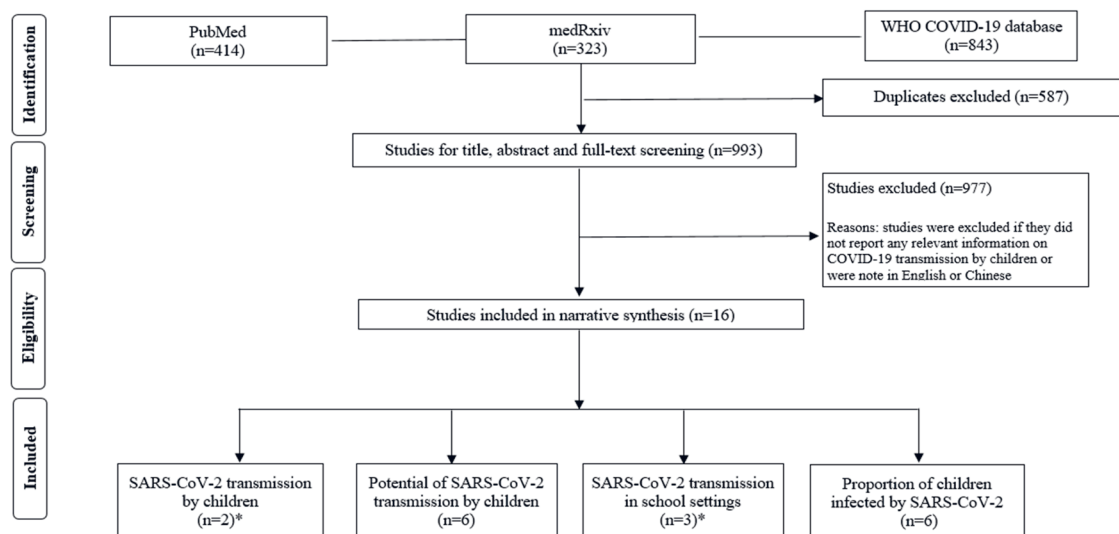 PubMed
(n=414)
medRxiv
(n=323)
WHO COVID-19 database
(n=843)
Identification
Duplicates excluded (n=587)
Studies for title, abstract and full-text screening (n=993)
Screening
Studies excluded (n=977)
Reasons: studies were excluded if they did
not report any relevant information on
COVID-19 transmission by children or
were note in English or Chinese
Eligibility
Studies included in narrative synthesis (n=16)
Included
SARS-CoV-2 transmission
by children
(n=2)*
Potential of SARS-CoV-2
transmission by children
(n=6)
SARS-CoV-2 transmission
in school settings
(n=3)*
Proportion of children
infected by SARS-CoV-2
(n=6)